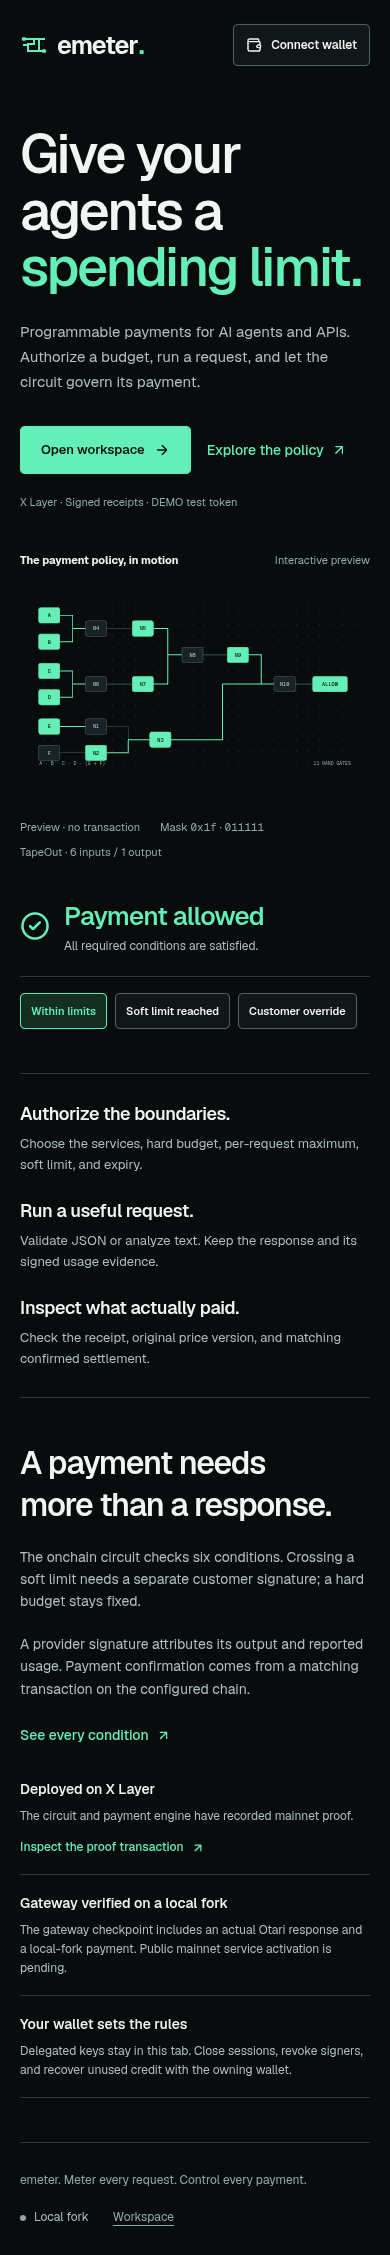 emeter.
Connect wallet
Give your
agents a
spending limit.
Programmable payments for AI agents and APIs.
Authorize a budget, run a request, and let the
circuit govern its payment.
Open workspace
Explore the policy
X Layer · Signed receipts · DEMO test token
The payment policy, in motion
Interactive preview
A
N4
N5
B
N8
N9
C
N6
N7
N10
ALLOW
D
E
N1
N3
F
N2
A · B · C · D · (E + F)
11 NAND GATES
Preview · no transaction
Mask 0x1f · 011111
TapeOut · 6 inputs / 1 output
Payment allowed
All required conditions are satisfied.
Within limits
Soft limit reached
Customer override
Authorize the boundaries.
Choose the services, hard budget, per-request maximum,
soft limit, and expiry.
Run a useful request.
Validate JSON or analyze text. Keep the response and its
signed usage evidence.
Inspect what actually paid.
Check the receipt, original price version, and matching
confirmed settlement.
A payment needs
more than a response.
The onchain circuit checks six conditions. Crossing a
soft limit needs a separate customer signature; a hard
budget stays fixed.
A provider signature attributes its output and reported
usage. Payment confirmation comes from a matching
transaction on the configured chain.
See every condition
Deployed on X Layer
The circuit and payment engine have recorded mainnet proof.
Inspect the proof transaction
Gateway verified on a local fork
The gateway checkpoint includes an actual Otari response and
a local-fork payment. Public mainnet service activation is
pending.
Your wallet sets the rules
Delegated keys stay in this tab. Close sessions, revoke signers,
and recover unused credit with the owning wallet.
emeter. Meter every request. Control every payment.
Local fork
Workspace